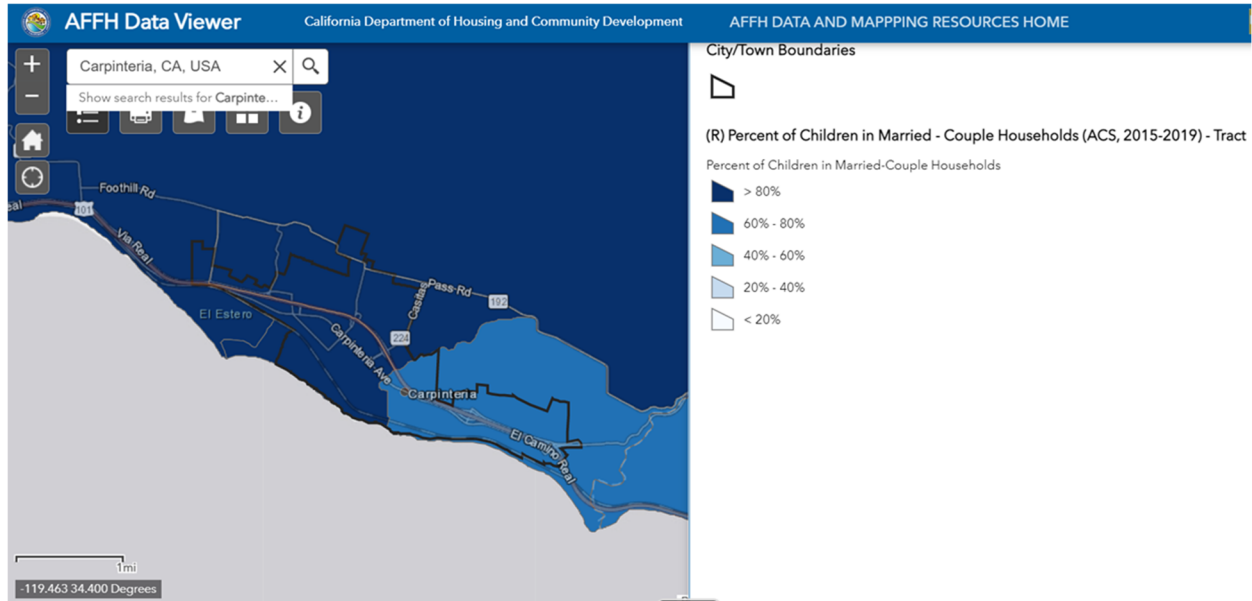 AFFH Data Viewer
California Department of Housing and Community Development
AFFH DATA AND MAPPPING RESOURCES HOME
Carpinteria, CA, USA
Show search results for Carpinte...
Foothill Rd
101
Via Real
El Estero
Carpinteria Ave
Casitas
Pass Rd
192
224
Carpinteria
El Camino Real
1mi
-119.463 34.400 Degrees
City/Town Boundaries
(R) Percent of Children in Married - Couple Households (ACS, 2015-2019) - Tract
Percent of Children in Married-Couple Households
> 80%
60% - 80%
40% - 60%
20% - 40%
< 20%